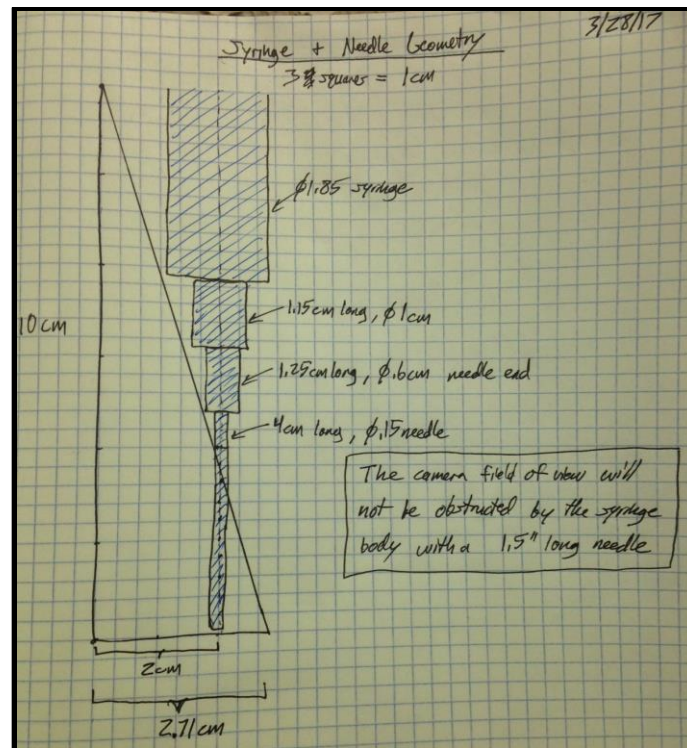 3/28/17
Syringe + Needle Geometry
3 squares = 1cm
ϕ1.85 syringe
10cm
1.15cm long, ϕ1cm
1.25cm long, ϕ.6cm needle end
4cm long, ϕ.15 needle
The camera field of view will
not be obstructed by the syringe
body with a 1.5" long needle
2cm
2.71cm